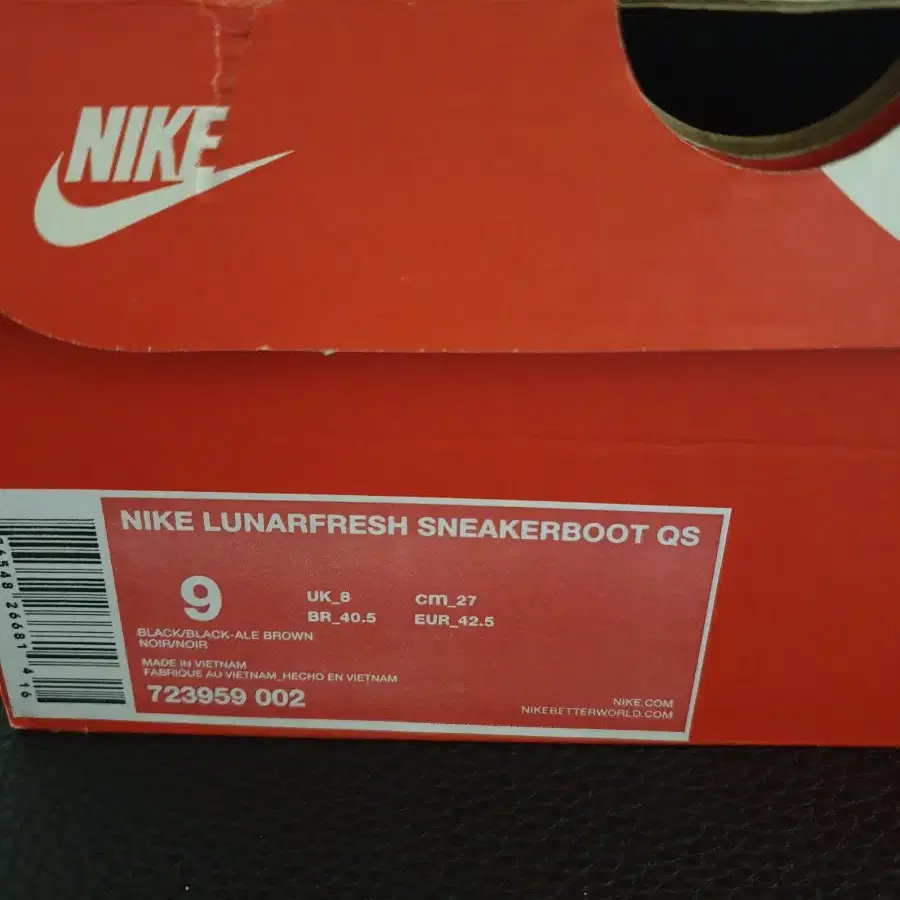 NIKE
NIKE LUNARFRESH SNEAKERBOOT QS
9
UK_8 cm_27
BR_40.5 EUR_42.5
BLACK/BLACK-ALE BROWN
NOIR/NOIR
MADE IN VIETNAM
FABRIQUE AU VIETNAM_HECHO EN VIETNAM
723959 002
NIKE.COM
NIKEBETTERWORLD.COM